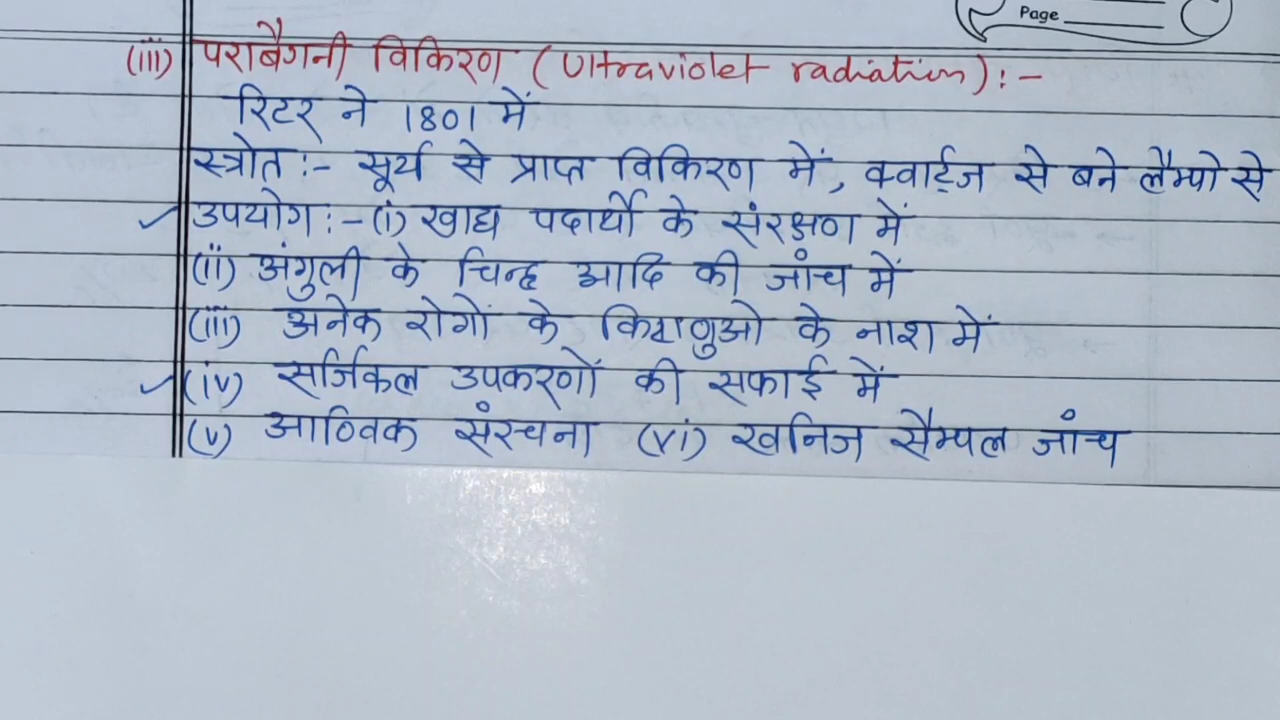 Page
(iii) पराबैगनी विकिरण (Ultraviolet radiation) :-
रिटर ने 1801 में
स्त्रोत :- सूर्य से प्राप्त विकिरण में, क्वार्ट्ज से बने लैम्पो से
उपयोग :- (i) खाद्य पदार्थों के संरक्षण में
(ii) अंगुली के चिन्ह आदि की जांच में
(iii) अनेक रोगों के किटाणुओ के नाश में
(iv) सर्जिकल उपकरणों की सफाई में
(v) आण्विक संरचना (vi) खनिज सैम्पल जांच